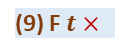 (9) F t ×